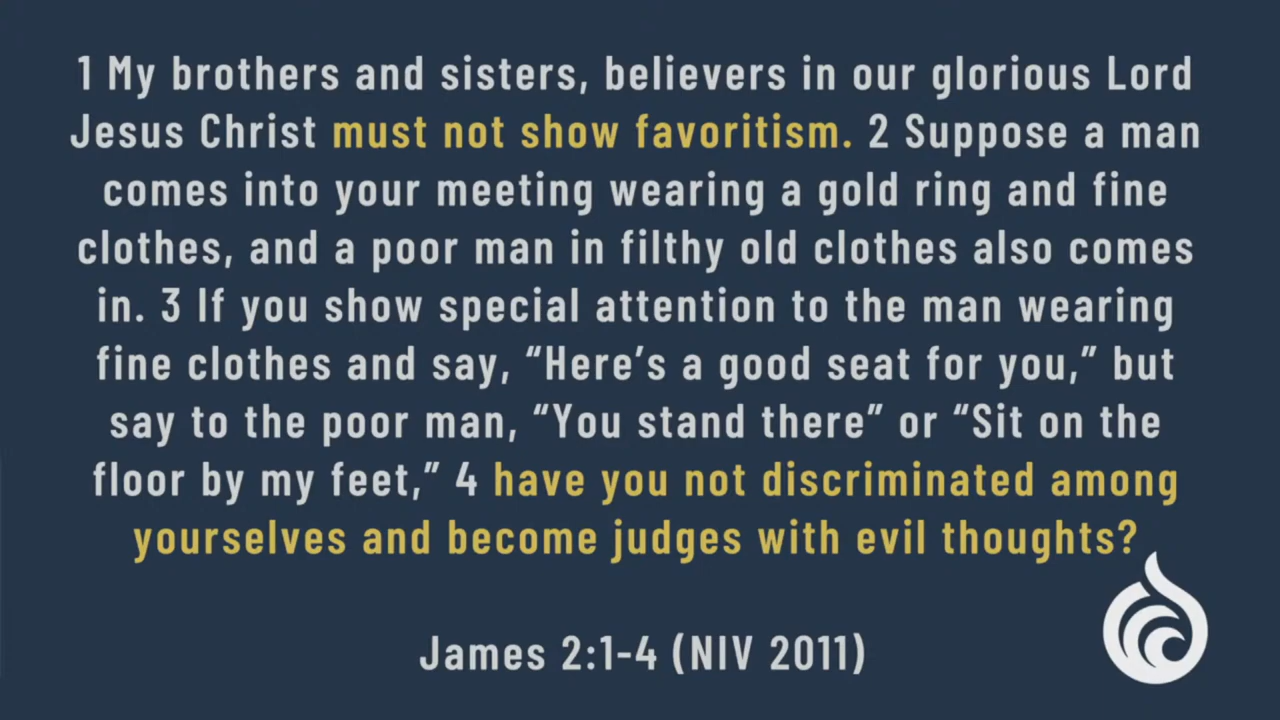 1 My brothers and sisters, believers in our glorious Lord
Jesus Christ must not show favoritism. 2 Suppose a man
comes into your meeting wearing a gold ring and fine
clothes, and a poor man in filthy old clothes also comes
in. 3 If you show special attention to the man wearing
fine clothes and say, “Here’s a good seat for you,” but
say to the poor man, “You stand there” or “Sit on the
floor by my feet,” 4 have you not discriminated among
yourselves and become judges with evil thoughts?
James 2:1-4 (NIV 2011)